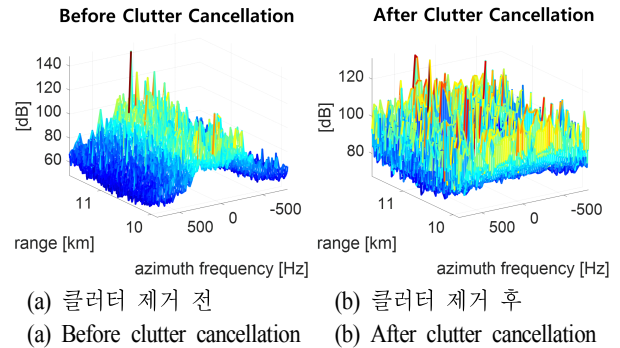 Before Clutter Cancellation
After Clutter Cancellation
[dB]
140
120
100
80
60
11
10
range [km]
500
0
-500
azimuth frequency [Hz]
[dB]
120
100
80
11
10
range [km]
500
0
-500
azimuth frequency [Hz]
(a) 클러터 제거 전
(b) 클러터 제거 후
(a) Before clutter cancellation
(b) After clutter cancellation